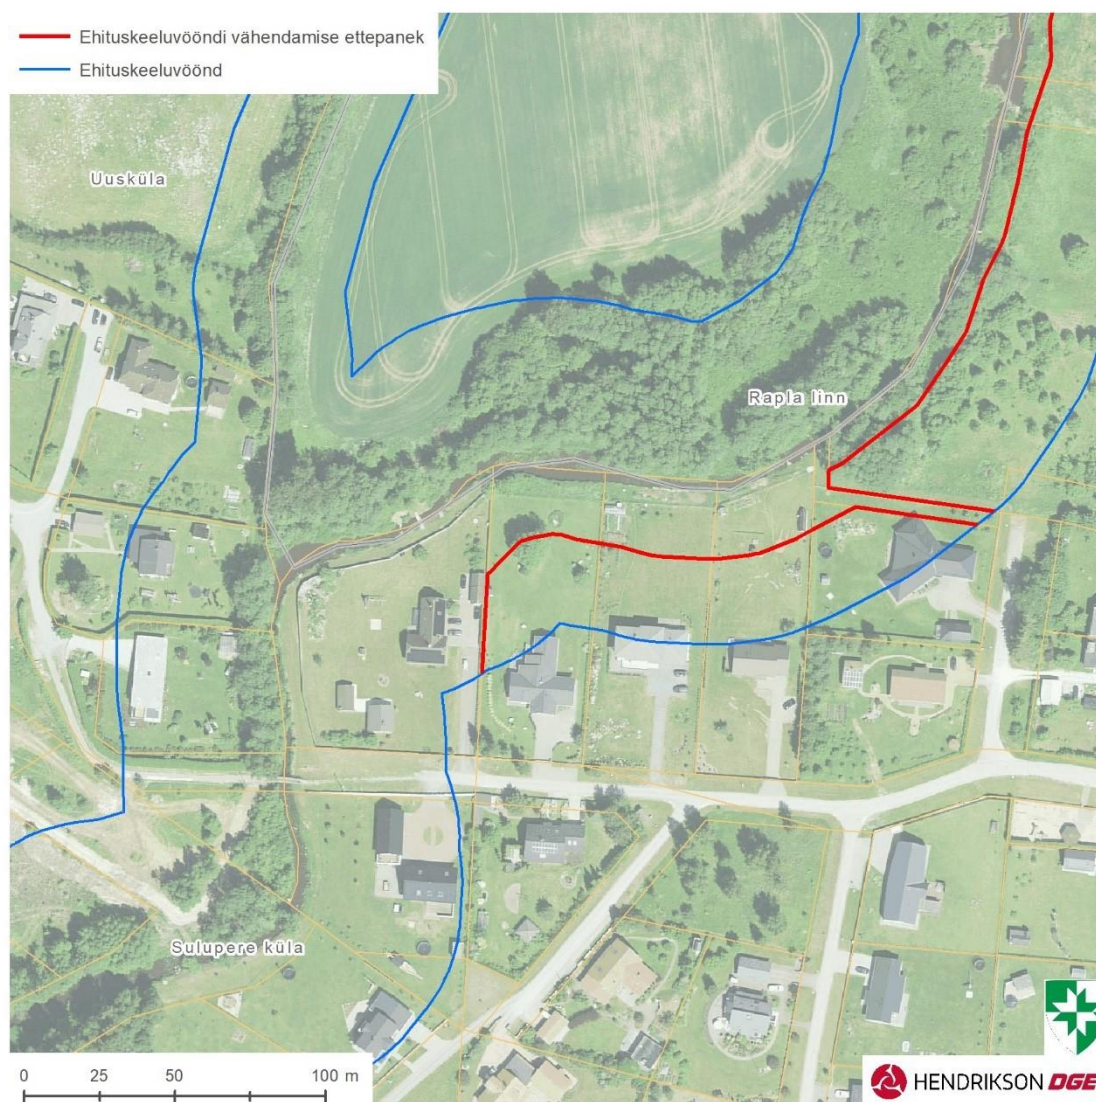 Ehituskeeluvööndi vähendamise ettepanek
Ehituskeeluvöönd
Uusküla
Rapla linn
Sulupere küla
0 25 50 100 m
HENDRIKSON DGE